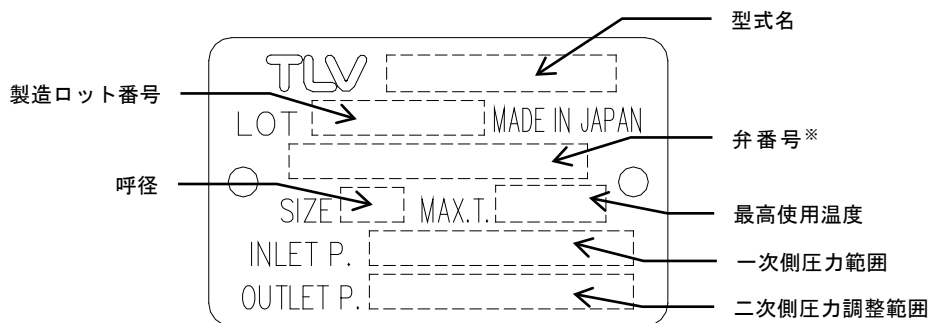 型式名
TLV
製造ロット番号
LOT
MADE IN JAPAN
弁番号※
呼径
SIZE
MAX.T.
最高使用温度
INLET P.
一次側圧力範囲
OUTLET P.
二次側圧力調整範囲